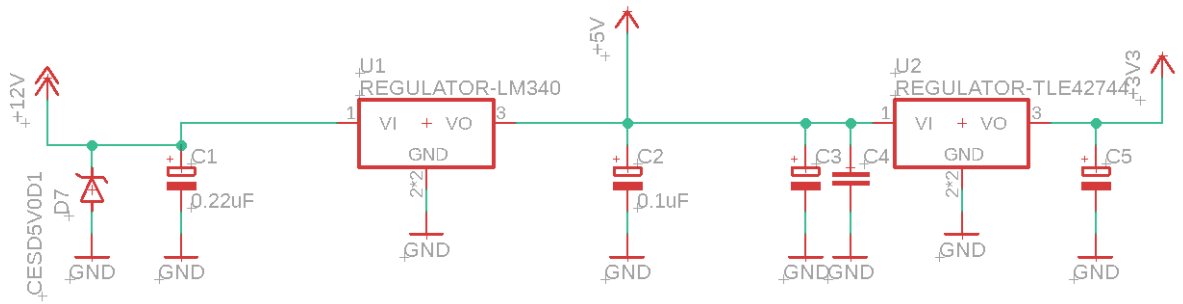 +12V
CESD5V0D1
D7
GND
C1
0.22uF
GND
U1
REGULATOR-LM340
1
VI
VO
3
GND
2*2
GND
+5V
C2
0.1uF
GND
C3
GND
C4
GND
U2
REGULATOR-TLE42744
1
VI
VO
3
GND
2*2
GND
+3V3
C5
GND